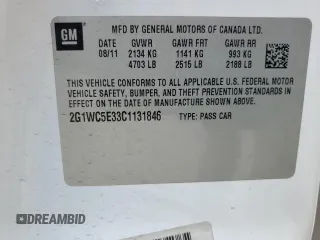 GM
MFD BY GENERAL MOTORS OF CANADA LTD.
DATE GVWR GAWR FRT GAWR RR
08/11 2134 KG 1141 KG 993 KG
4703 LB 2515 LB 2189 LB
THIS VEHICLE CONFORMS TO ALL APPLICABLE U.S. FEDERAL MOTOR
VEHICLE SAFETY, BUMPER, AND THEFT PREVENTION STANDARDS
IN EFFECT ON THE DATE OF MANUFACTURE SHOWN ABOVE.
2G1WC5E33C1131846 TYPE: PASS CAR
DREAMBID